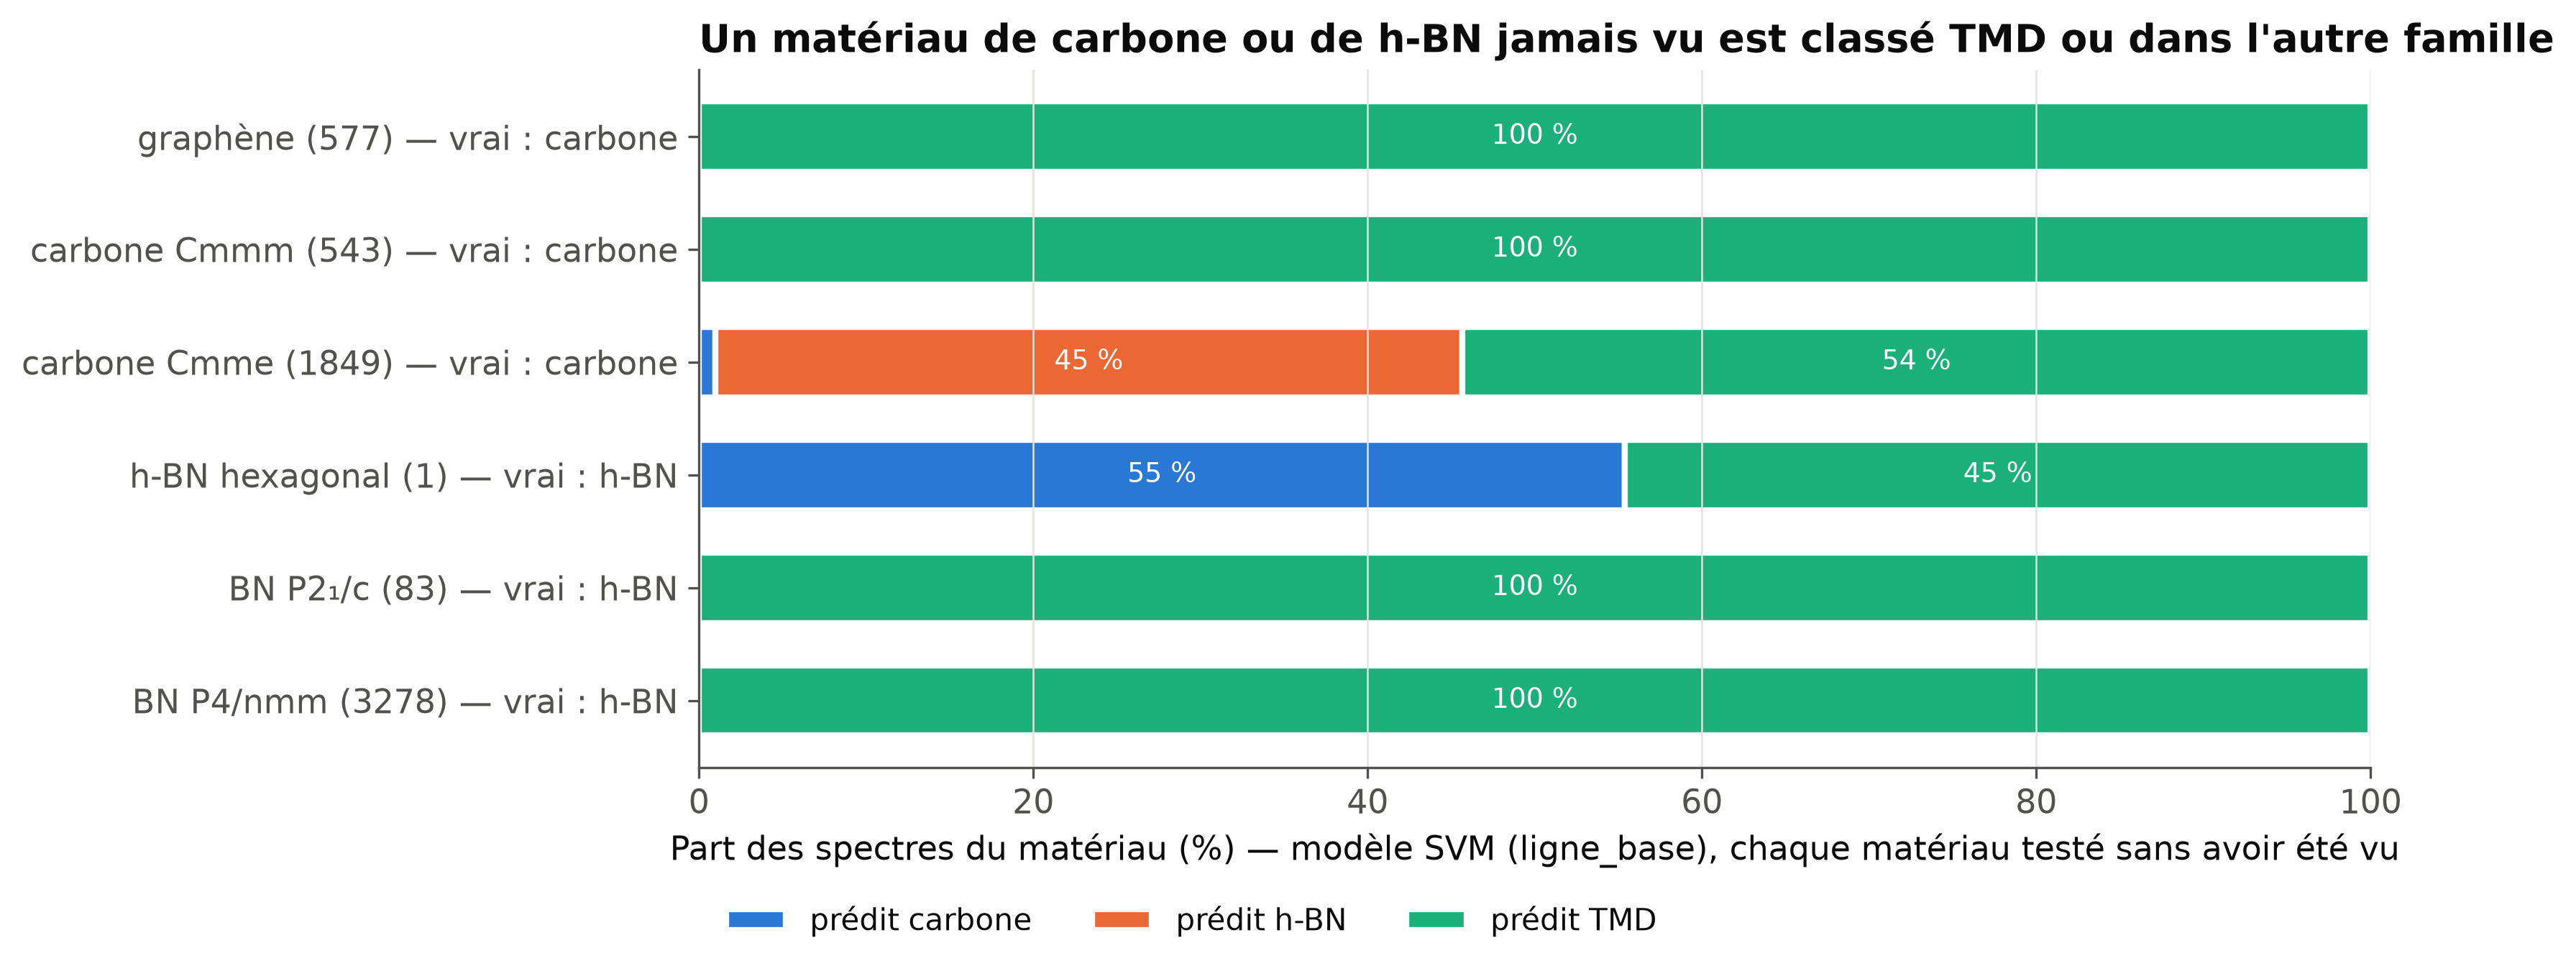 Un matériau de carbone ou de h-BN jamais vu est classé TMD ou dans l'autre famille
graphène (577) — vrai : carbone
100 %
carbone Cmmm (543) — vrai : carbone
100 %
carbone Cmme (1849) — vrai : carbone
45 %
54 %
h-BN hexagonal (1) — vrai : h-BN
55 %
45 %
BN P2₁/c (83) — vrai : h-BN
100 %
BN P4/nmm (3278) — vrai : h-BN
100 %
0 20 40 60 80 100
Part des spectres du matériau (%) — modèle SVM (ligne_base), chaque matériau testé sans avoir été vu
prédit carbone prédit h-BN prédit TMD